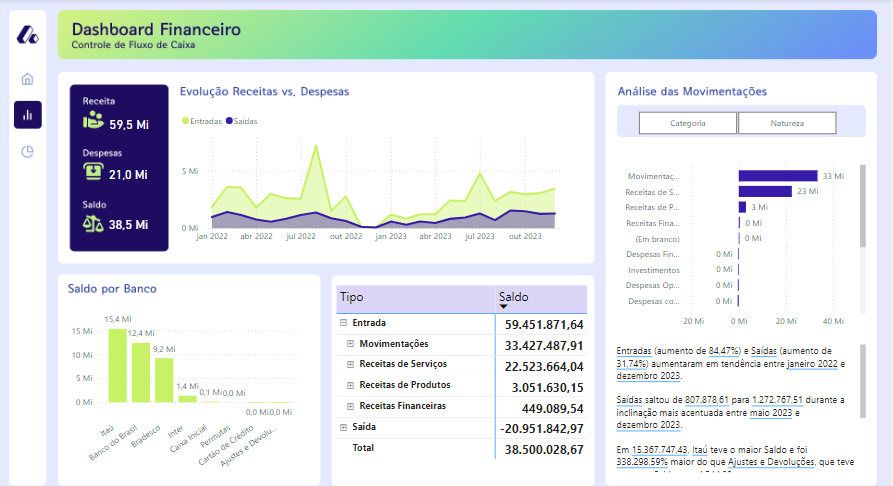 Dashboard Financeiro
Controle de Fluxo de Caixa
Receita
59,5 Mi
Despesas
21,0 Mi
Saldo
38,5 Mi
Evolução Receitas vs. Despesas
Entradas Saídas
5 Mi
0 Mi
jan 2022 abr 2022 jul 2022 out 2022 jan 2023 abr 2023 jul 2023 out 2023
Análise das Movimentações
Categoria Natureza
Movimentaç... 33 Mi
Receitas de S... 23 Mi
Receitas de P... 3 Mi
Receitas Fina... 0 Mi
(Em branco) 0 Mi
Despesas Fin... 0 Mi
Investimentos 0 Mi
Despesas Op... 0 Mi
Despesas co... 0 Mi
-20 Mi 0 Mi 20 Mi 40 Mi
Saldo por Banco
15 Mi
10 Mi
5 Mi
0 Mi
15,4 Mi
12,4 Mi
9,2 Mi
1,4 Mi
0,1 Mi
0,0 Mi
0,0 Mi
0,0 Mi
Itaú
Banco do Brasil
Bradesco
Inter
Caixa Inicial
Permutas
Cartão de Crédito
Ajustes e Devolu...
Tipo Saldo
Entrada 59.451.871,64
Movimentações 33.427.487,91
Receitas de Serviços 22.523.664,04
Receitas de Produtos 3.051.630,15
Receitas Financeiras 449.089,54
Saída -20.951.842,97
Total 38.500.028,67
Entradas (aumento de 84,47%) e Saídas (aumento de
31,74%) aumentaram em tendência entre janeiro 2022 e
dezembro 2023.
Saídas saltou de 807.878,61 para 1.272.767,51 durante a
inclinação mais acentuada entre maio 2023 e
dezembro 2023.
Em 15.367.747,43, Itaú teve o maior Saldo e foi
338.298,59% maior do que Ajustes e Devoluções, que teve